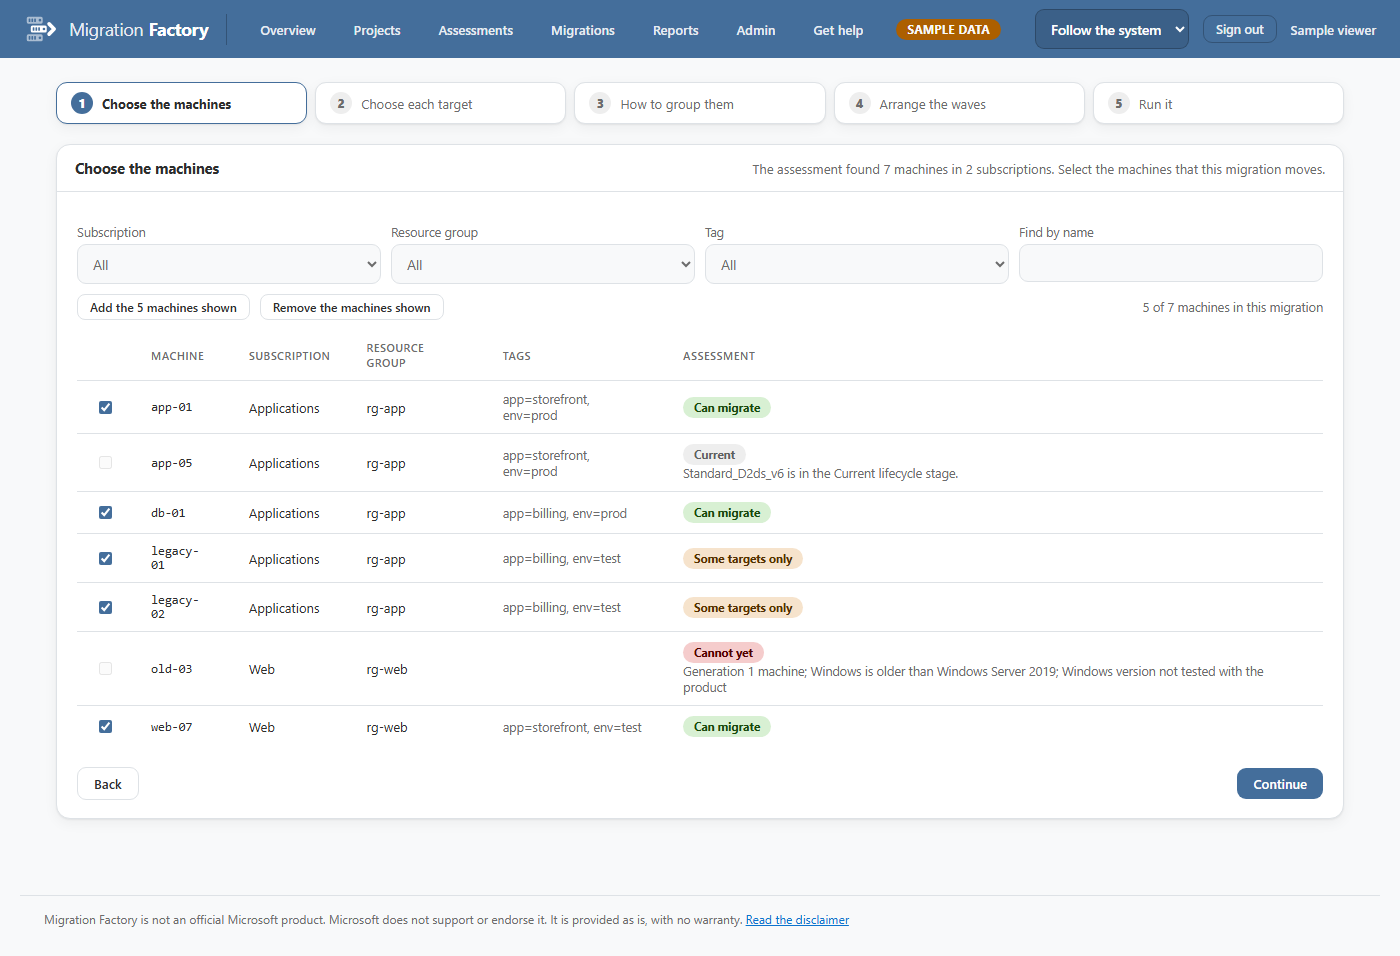 Migration Factory
Overview
Projects
Assessments
Migrations
Reports
Admin
Get help
SAMPLE DATA
Follow the system
Sign out
Sample viewer
1 Choose the machines
2 Choose each target
3 How to group them
4 Arrange the waves
5 Run it
Choose the machines
The assessment found 7 machines in 2 subscriptions. Select the machines that this migration moves.
Subscription
Resource group
Tag
Find by name
All
All
All
Add the 5 machines shown
Remove the machines shown
5 of 7 machines in this migration
MACHINE
SUBSCRIPTION
RESOURCE
GROUP
TAGS
ASSESSMENT
app-01
Applications
rg-app
app=storefront,
env=prod
Can migrate
app-05
Applications
rg-app
app=storefront,
env=prod
Current
Standard_D2ds_v6 is in the Current lifecycle stage.
db-01
Applications
rg-app
app=billing, env=prod
Can migrate
legacy-
01
Applications
rg-app
app=billing, env=test
Some targets only
legacy-
02
Applications
rg-app
app=billing, env=test
Some targets only
old-03
Web
rg-web
Cannot yet
Generation 1 machine; Windows is older than Windows Server 2019; Windows version not tested with the
product
web-07
Web
rg-web
app=storefront, env=test
Can migrate
Back
Continue
Migration Factory is not an official Microsoft product. Microsoft does not support or endorse it. It is provided as is, with no warranty. Read the disclaimer